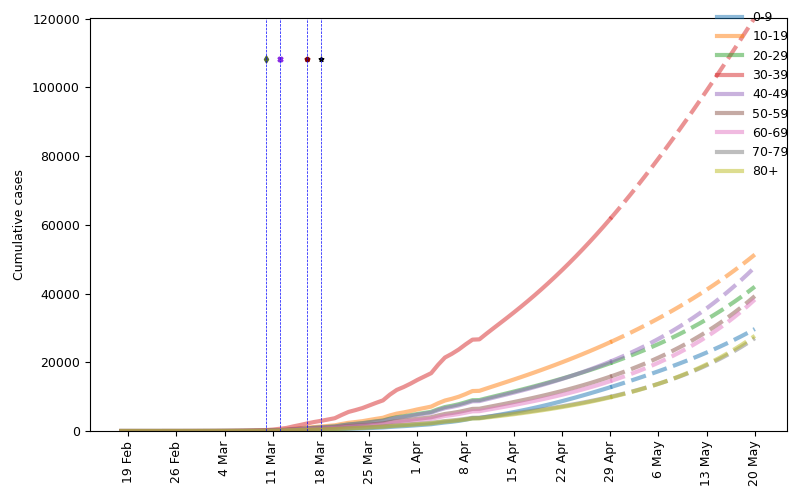 120000
100000
80000
60000
40000
20000
0
Cumulative cases
19 Feb
26 Feb
4 Mar
11 Mar
18 Mar
25 Mar
1 Apr
8 Apr
15 Apr
22 Apr
29 Apr
6 May
13 May
20 May
0-9
10-19
20-29
30-39
40-49
50-59
60-69
70-79
80+